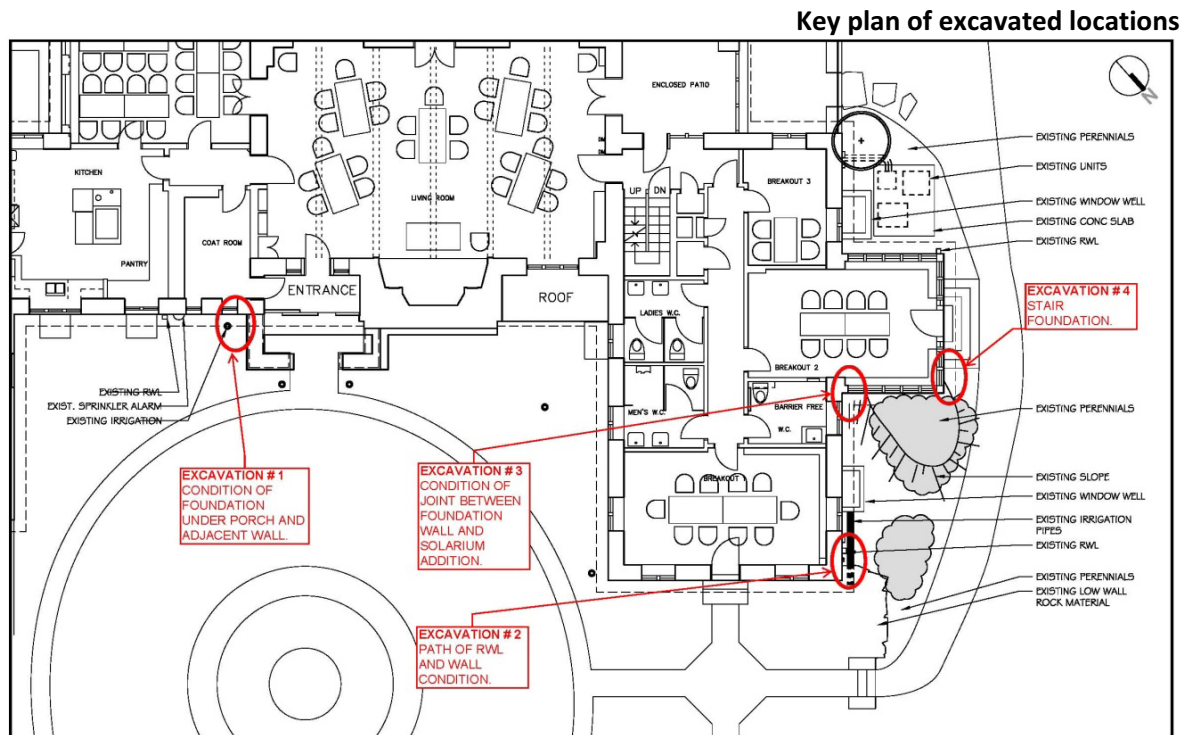 Key plan of excavated locations
N
ENCLOSED PATIO
EXISTING PERENNIALS
KITCHEN
UP DN
BREAKOUT 3
EXISTING UNITS
LIVING ROOM
EXISTING WINDOW WELL
EXISTING CONC SLAB
COAT ROOM
EXISTING RWL
PANTRY
ENTRANCE
ROOF
EXCAVATION # 4
STAIR
FOUNDATION.
LADIES W.C.
BREAKOUT 2
EXISTING RWL
EXIST. SPRINKLER ALARM
EXISTING IRRIGATION
MEN'S W.C.
BARRIER FREE
W.C.
EXISTING PERENNIALS
EXCAVATION # 1
CONDITION OF
FOUNDATION
UNDER PORCH AND
ADJACENT WALL.
EXCAVATION # 3
CONDITION OF
JOINT BETWEEN
FOUNDATION
WALL AND
SOLARIUM
ADDITION.
BREAKOUT 1
EXISTING SLOPE
EXISTING WINDOW WELL
EXISTING IRRIGATION
PIPES
EXISTING RWL
EXISTING PERENNIALS
EXISTING LOW WALL
ROCK MATERIAL
EXCAVATION # 2
PATH OF RWL
AND WALL
CONDITION.